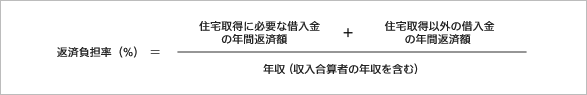 住宅取得に必要な借入金
の年間返済額
+
住宅取得以外の借入金
の年間返済額
返済負担率（%） ＝
年収（収入合算者の年収を含む）